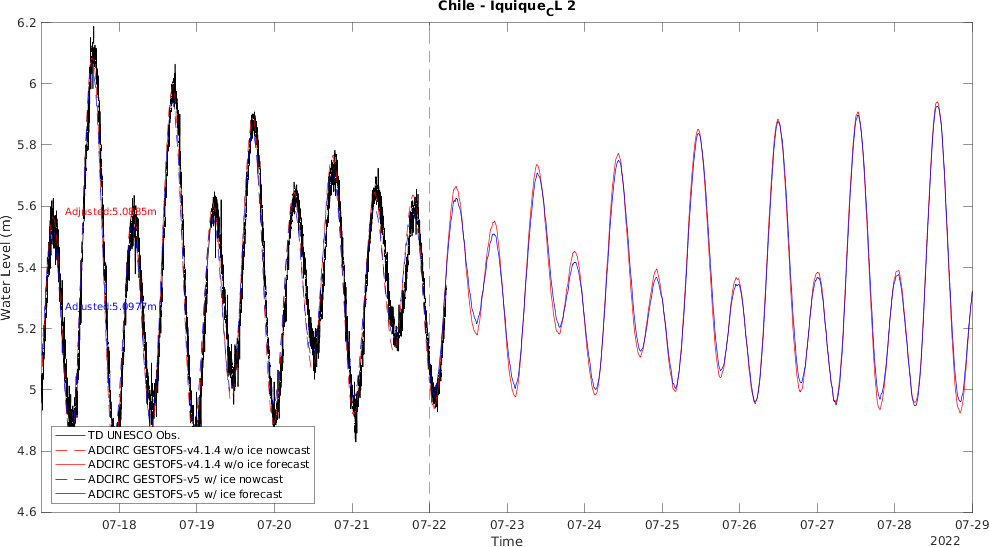 Chile - Iquique_CL 2
6.2
6
5.8
5.6
5.4
5.2
5
4.8
4.6
Water Level (m)
Adjusted:5.0885m
Adjusted:5.0977m
TD UNESCO Obs.
ADCIRC GESTOFS-v4.1.4 w/o ice nowcast
ADCIRC GESTOFS-v4.1.4 w/o ice forecast
ADCIRC GESTOFS-v5 w/ ice nowcast
ADCIRC GESTOFS-v5 w/ ice forecast
07-18 07-19 07-20 07-21 07-22 07-23 07-24 07-25 07-26 07-27 07-28 07-29
Time
2022